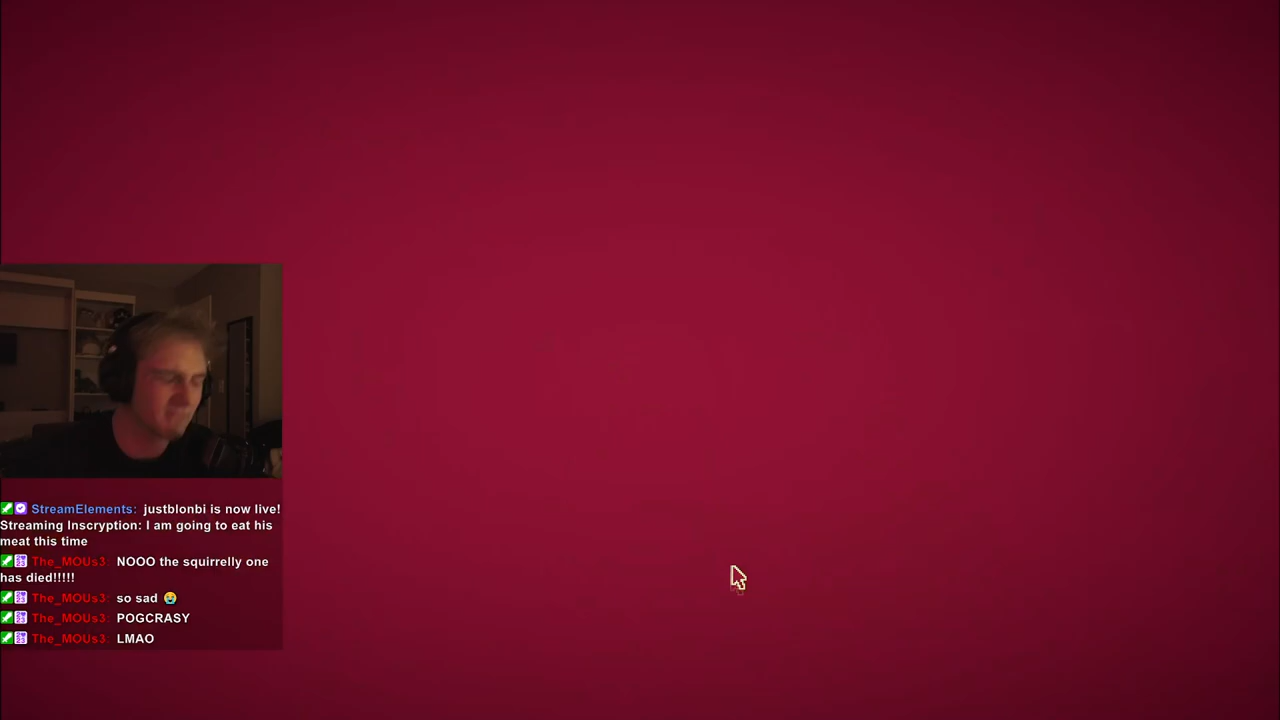 StreamElements: justblonbi is now live!
Streaming Inscryption: I am going to eat his
meat this time
The_MOUs3: NOOO the squirrelly one
has died!!!!!
The_MOUs3: so sad 😭
The_MOUs3: POGCRASY
The_MOUs3: LMAO